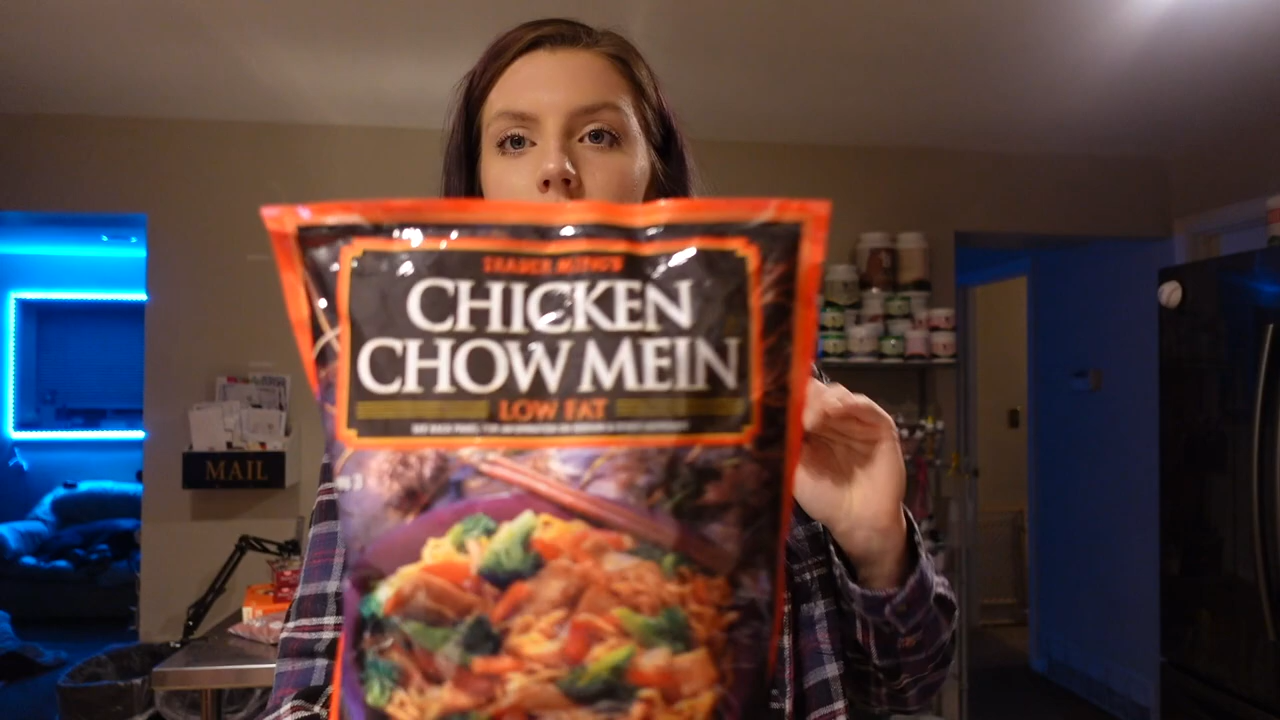 TRADER MING'S
CHICKEN
CHOW MEIN
LOW FAT
MAIL